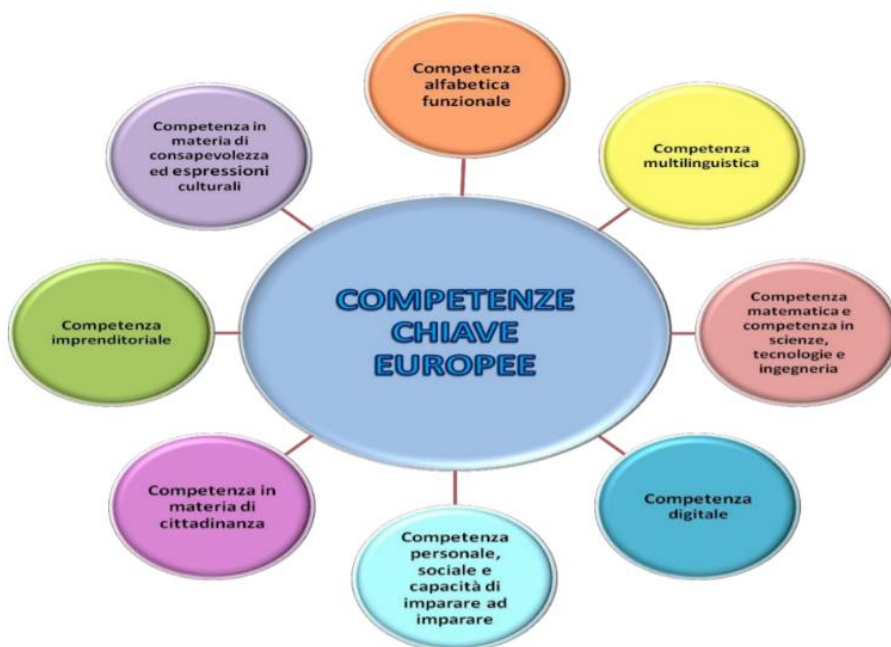 COMPETENZE
CHIAVE
EUROPEE
Competenza
alfabetica
funzionale
Competenza
multilinguistica
Competenza
matematica e
competenza in
scienze,
tecnologie e
ingegneria
Competenza
digitale
Competenza
personale,
sociale e
capacità di
imparare ad
imparare
Competenza in
materia di
cittadinanza
Competenza
imprenditoriale
Competenza in
materia di
consapevolezza
ed espressioni
culturali